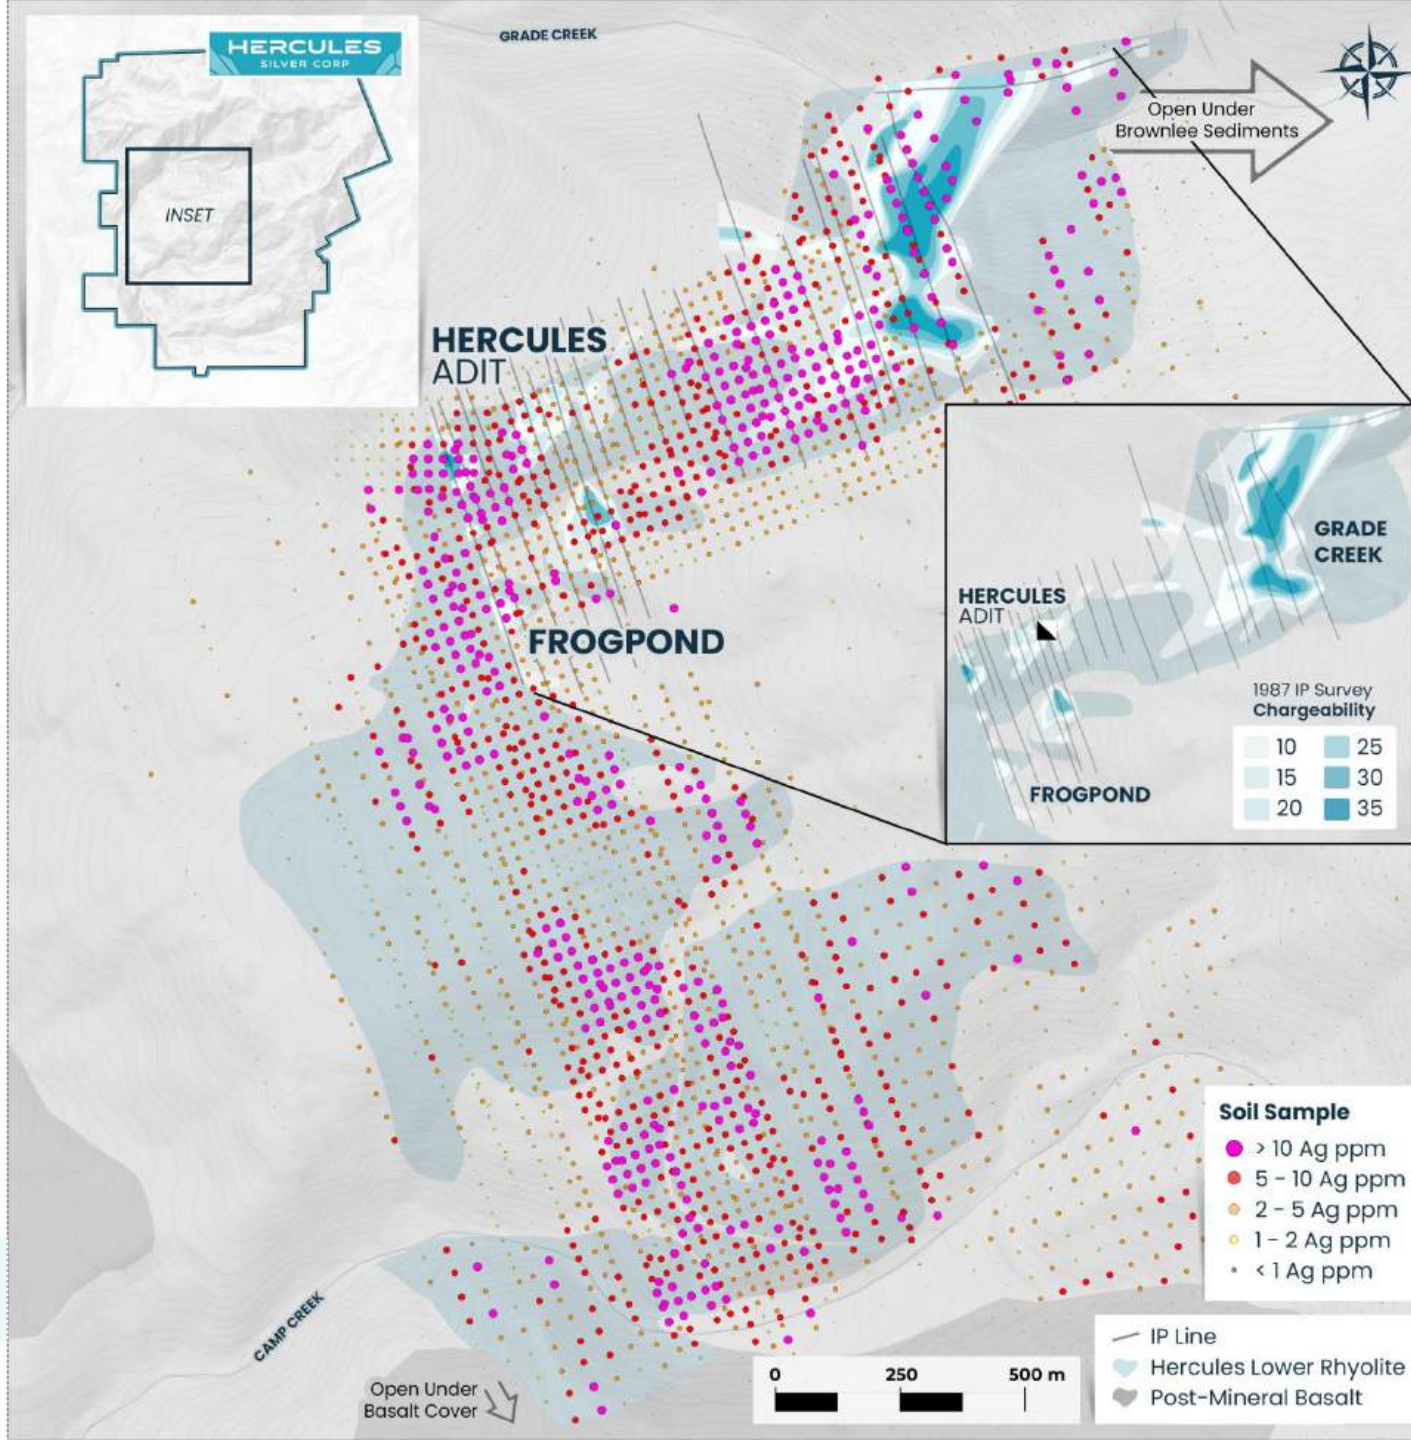 GRADE CREEK
HERCULES
SILVER CORP
INSET
Open Under
Brownlee Sediments
HERCULES
ADIT
FROGPOND
GRADE
CREEK
HERCULES
ADIT
1987 IP Survey
Chargeability
10
25
15
30
20
35
FROGPOND
Soil Sample
> 10 Ag ppm
5 - 10 Ag ppm
2 - 5 Ag ppm
1 - 2 Ag ppm
< 1 Ag ppm
CAMP CREEK
IP Line
Hercules Lower Rhyolite
Post-Mineral Basalt
0 250 500 m
Open Under
Basalt Cover